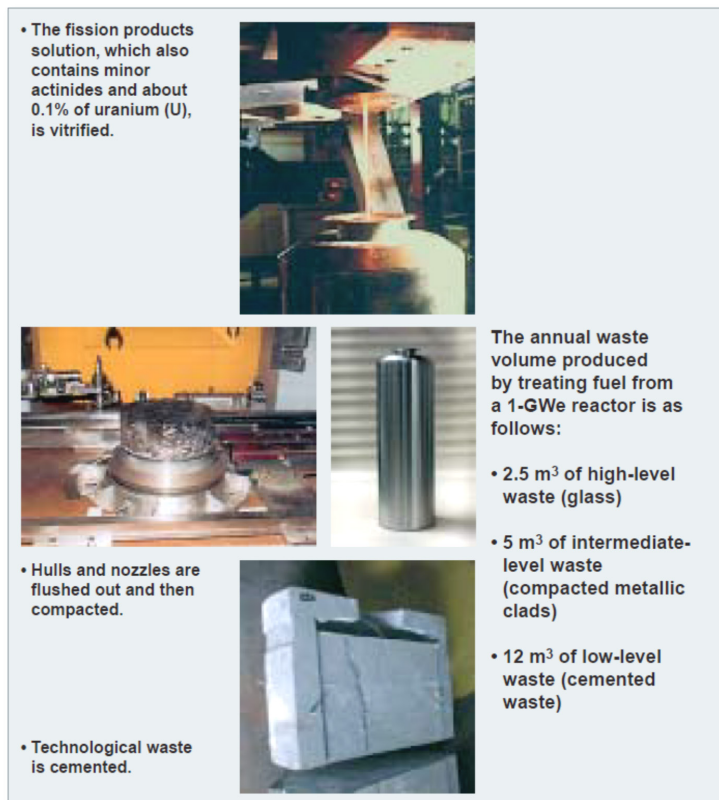 • The fission products
solution, which also
contains minor
actinides and about
0.1% of uranium (U),
is vitrified.
The annual waste
volume produced
by treating fuel from
a 1-GWe reactor is as
follows:
• 2.5 m³ of high-level
waste (glass)
• 5 m³ of intermediate-
level waste
(compacted metallic
clads)
• 12 m³ of low-level
waste (cemented
waste)
• Hulls and nozzles are
flushed out and then
compacted.
• Technological waste
is cemented.